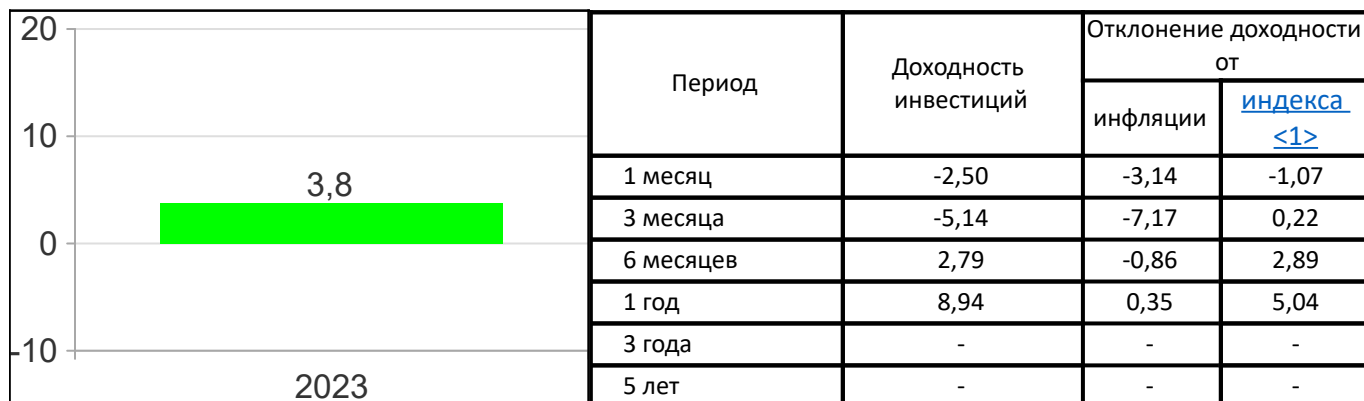 20
10
0
-10
3,8
2023
Период
Доходность
инвестиций
Отклонение доходности
от
инфляции
индекса
<1>
1 месяц -2,50 -3,14 -1,07
3 месяца -5,14 -7,17 0,22
6 месяцев 2,79 -0,86 2,89
1 год 8,94 0,35 5,04
3 года - - -
5 лет - - -